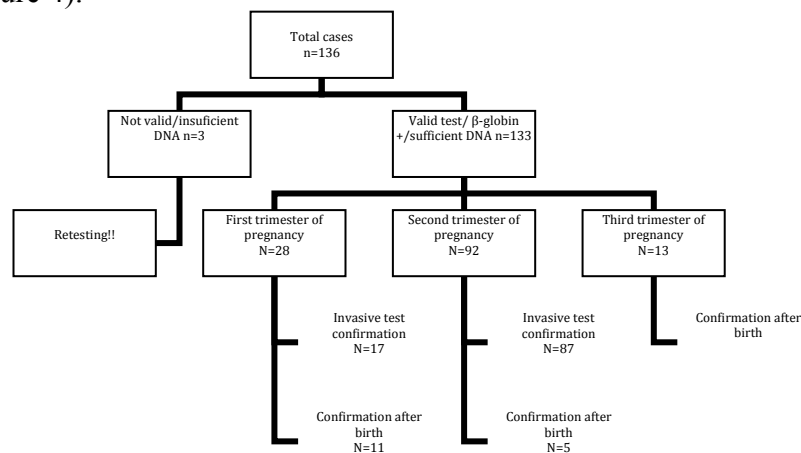 Total cases
n=136
Not valid/insuficient
DNA n=3
Valid test/ β-globin
+/sufficient DNA n=133
Retesting!!
First trimester of
pregnancy
N=28
Second trimester of
pregnancy
N=92
Third trimester of
pregnancy
N=13
Invasive test
confirmation
N=17
Invasive test
confirmation
N=87
Confirmation after
birth
Confirmation after
birth
N=11
Confirmation after
birth
N=5